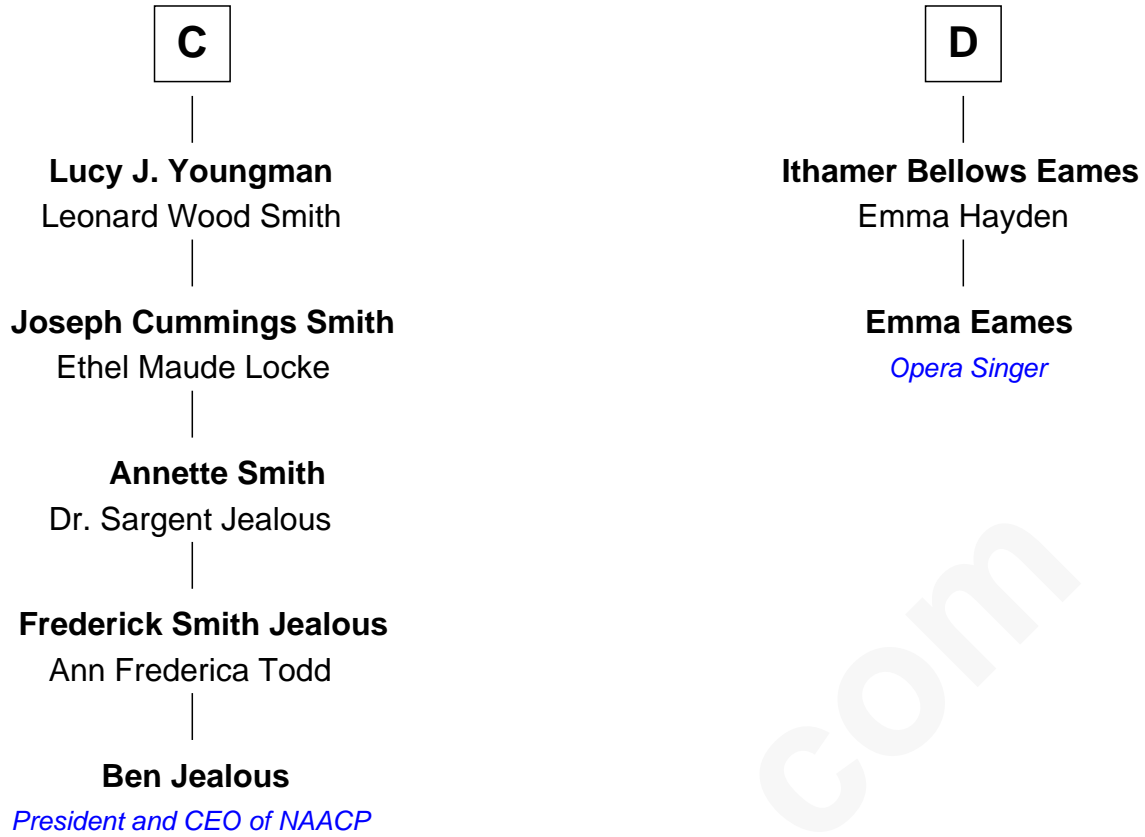 C
Lucy J. Youngman
Leonard Wood Smith
Joseph Cummings Smith
Ethel Maude Locke
Annette Smith
Dr. Sargent Jealous
Frederick Smith Jealous
Ann Frederica Todd
Ben Jealous
President and CEO of NAACP
D
Ithamer Bellows Eames
Emma Hayden
Emma Eames
Opera Singer
com